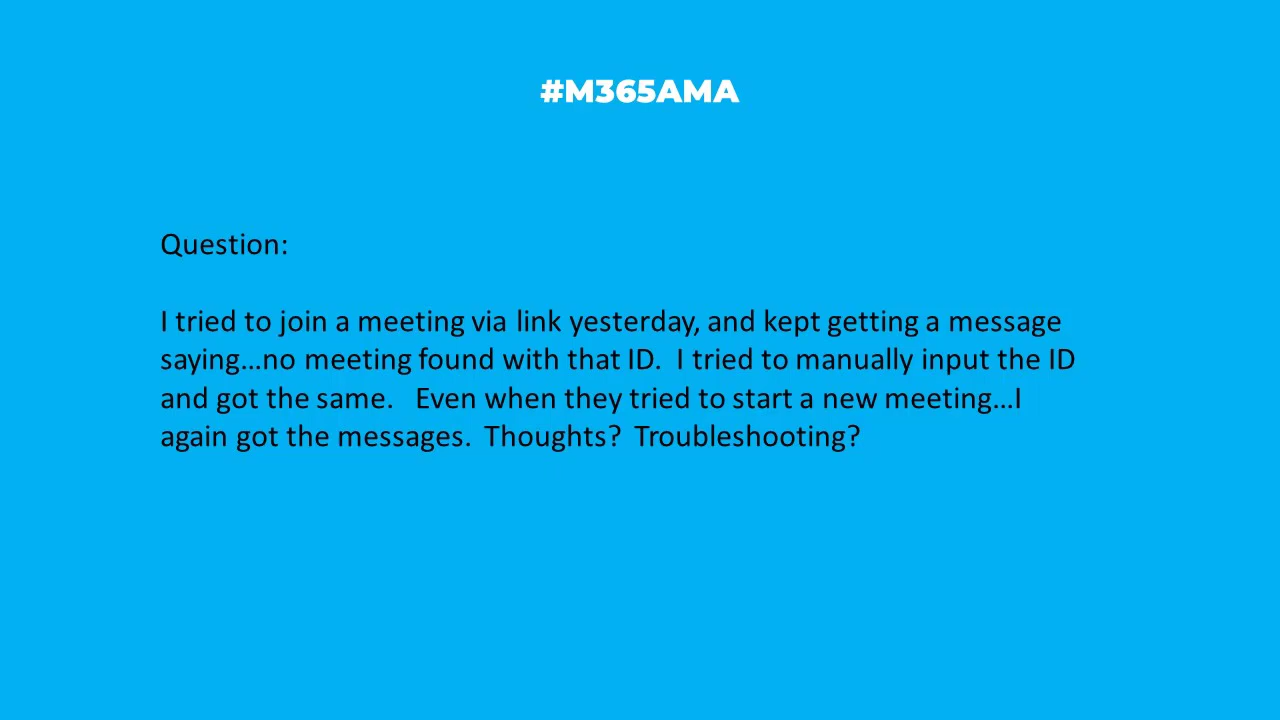 #M365AMA
Question:
I tried to join a meeting via link yesterday, and kept getting a message
saying...no meeting found with that ID.  I tried to manually input the ID
and got the same.   Even when they tried to start a new meeting...I
again got the messages.  Thoughts?  Troubleshooting?